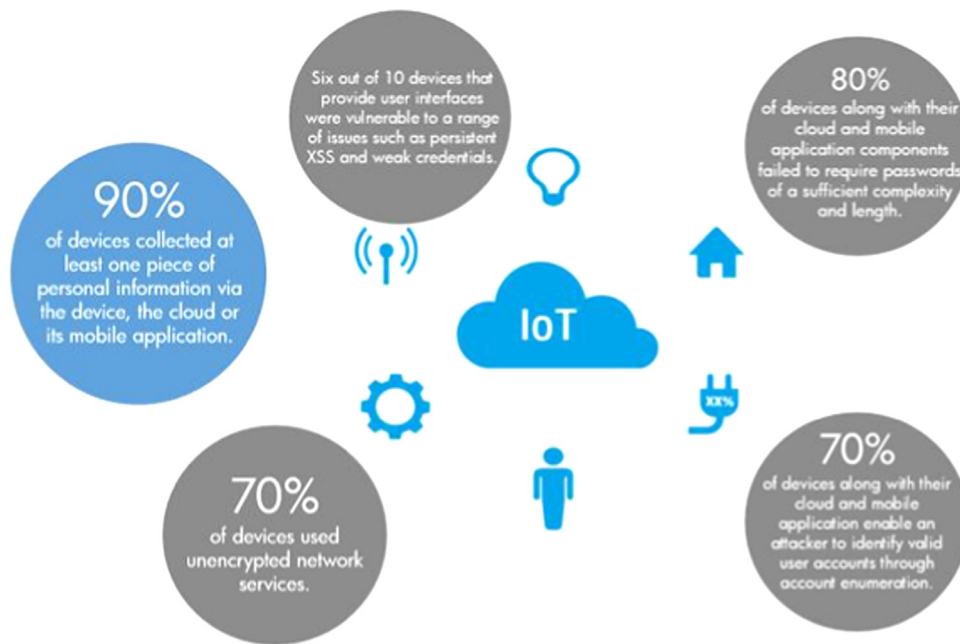 Six out of 10 devices that
provide user interfaces
were vulnerable to a range
of issues such as persistent
XSS and weak credentials.
80%
of devices along with their
cloud and mobile
application components
failed to require passwords
of a sufficient complexity
and length.
90%
of devices collected at
least one piece of
personal information via
the device, the cloud or
its mobile application.
IoT
XX%
70%
of devices used
unencrypted network
services.
70%
of devices along with their
cloud and mobile
application enable an
attacker to identify valid
user accounts through
account enumeration.